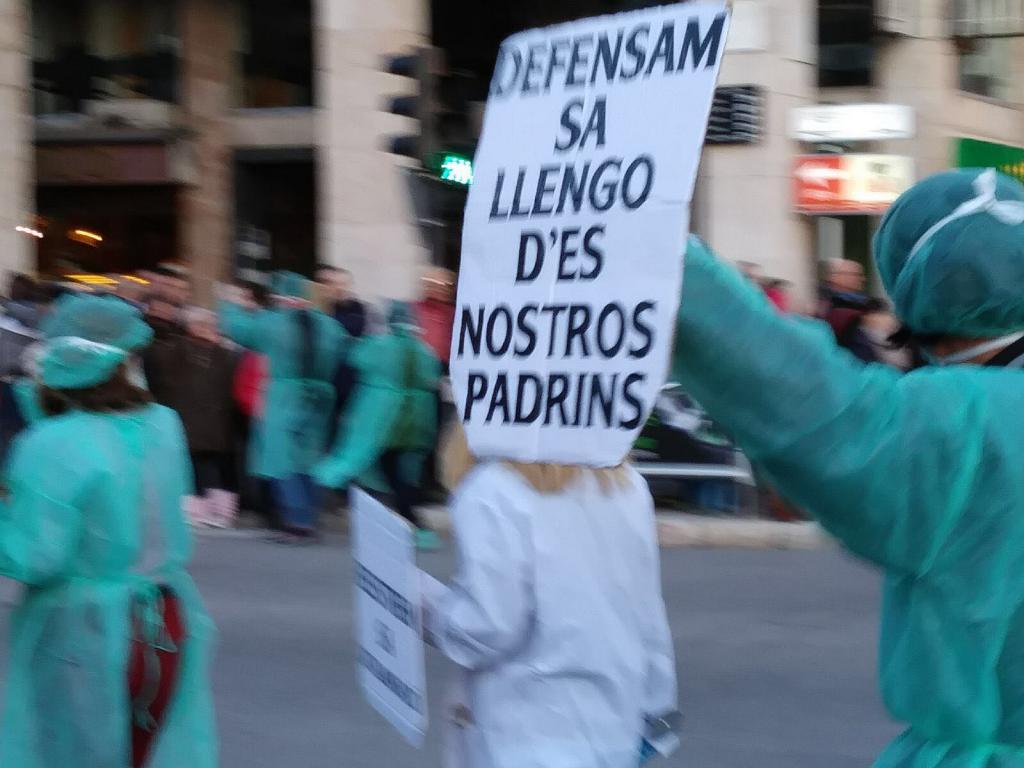 DEFENSAM
SA
LLENGO
D'ES
NOSTROS
PADRINS